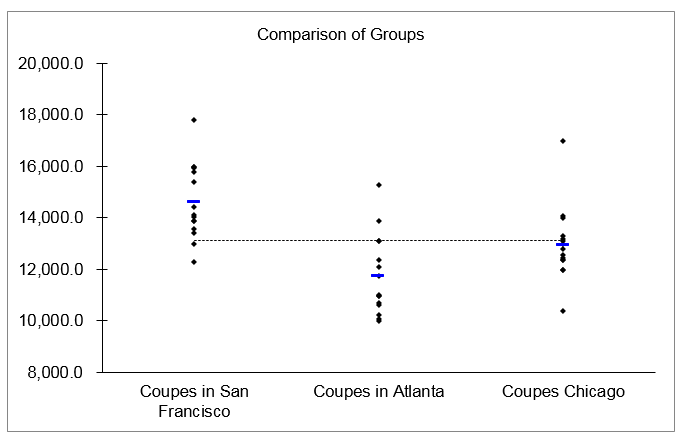 Comparison of Groups
20,000.0
18,000.0
16,000.0
14,000.0
12,000.0
10,000.0
8,000.0
Coupes in San
Francisco
Coupes in Atlanta
Coupes Chicago